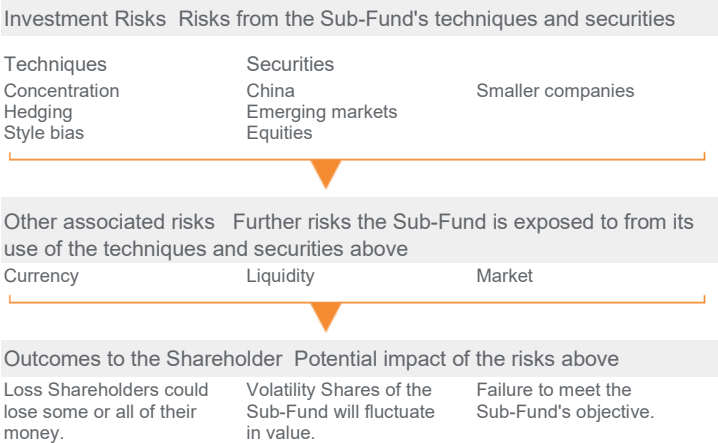 Investment Risks  Risks from the Sub-Fund's techniques and securities
Techniques Securities
Concentration China Smaller companies
Hedging Emerging markets
Style bias Equities
Other associated risks  Further risks the Sub-Fund is exposed to from its
use of the techniques and securities above
Currency Liquidity Market
Outcomes to the Shareholder  Potential impact of the risks above
Loss Shareholders could
lose some or all of their
money.
Volatility Shares of the
Sub-Fund will fluctuate
in value.
Failure to meet the
Sub-Fund's objective.